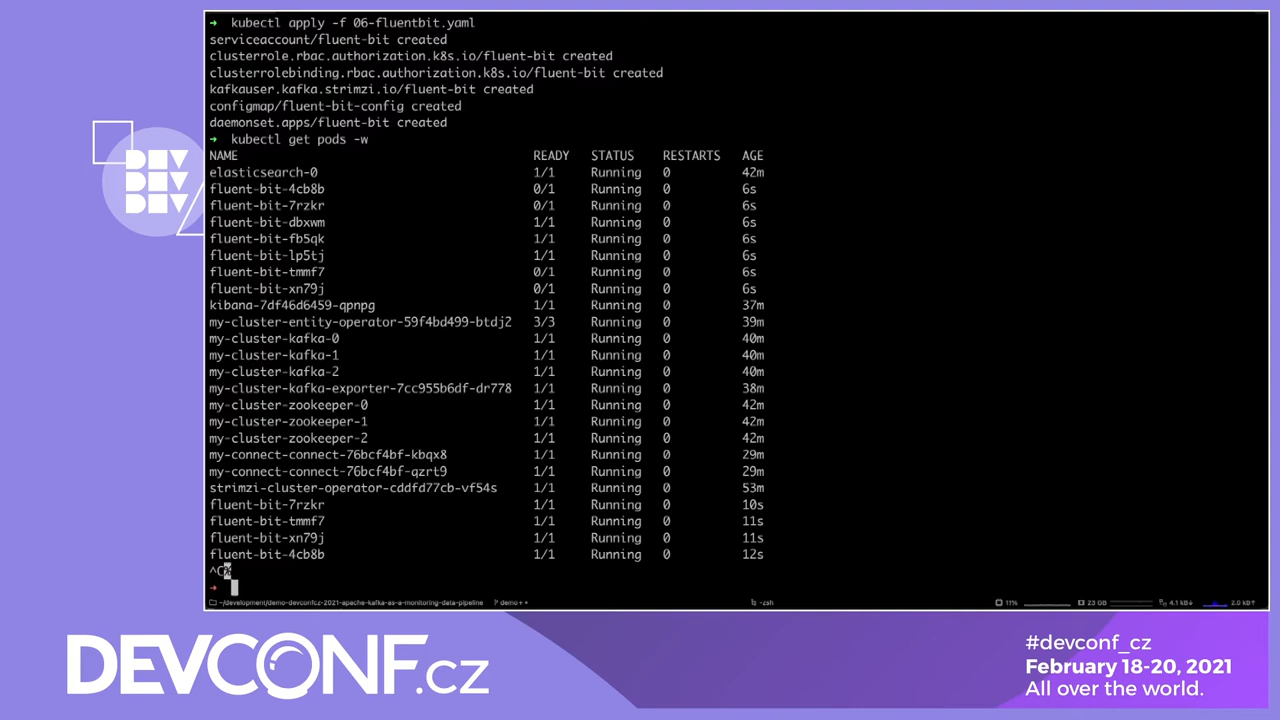 → kubectl apply -f 06-fluentbit.yaml
serviceaccount/fluent-bit created
clusterrole.rbac.authorization.k8s.io/fluent-bit created
clusterrolebinding.rbac.authorization.k8s.io/fluent-bit created
kafkauser.kafka.strimzi.io/fluent-bit created
configmap/fluent-bit-config created
daemonset.apps/fluent-bit created
→ kubectl get pods -w
NAME READY STATUS RESTARTS AGE
elasticsearch-0 1/1 Running 0 42m
fluent-bit-4cb8b 0/1 Running 0 6s
fluent-bit-7rzkr 0/1 Running 0 6s
fluent-bit-dbxwm 1/1 Running 0 6s
fluent-bit-fb5qk 1/1 Running 0 6s
fluent-bit-lp5tj 1/1 Running 0 6s
fluent-bit-tmmf7 0/1 Running 0 6s
fluent-bit-xn79j 0/1 Running 0 6s
kibana-7df46d6459-qpnpg 1/1 Running 0 37m
my-cluster-entity-operator-59f4bd499-btdj2 3/3 Running 0 39m
my-cluster-kafka-0 1/1 Running 0 40m
my-cluster-kafka-1 1/1 Running 0 40m
my-cluster-kafka-2 1/1 Running 0 40m
my-cluster-kafka-exporter-7cc955b6df-dr778 1/1 Running 0 38m
my-cluster-zookeeper-0 1/1 Running 0 42m
my-cluster-zookeeper-1 1/1 Running 0 42m
my-cluster-zookeeper-2 1/1 Running 0 42m
my-connect-connect-76bcf4bf-kbqx8 1/1 Running 0 29m
my-connect-connect-76bcf4bf-qzrt9 1/1 Running 0 29m
strimzi-cluster-operator-cddfd77cb-vf54s 1/1 Running 0 53m
fluent-bit-7rzkr 1/1 Running 0 10s
fluent-bit-tmmf7 1/1 Running 0 11s
fluent-bit-xn79j 1/1 Running 0 11s
fluent-bit-4cb8b 1/1 Running 0 12s
^C%
→
~/development/demo-devconfcz-2021-apache-kafka-as-a-monitoring-data-pipeline demo ++ -zsh 11% 23 GB 4.1 kB↓ 2.0 kB↑
DEV
DEV
DEV
DEVCONF.cz
#devconf_cz
February 18-20, 2021
All over the world.